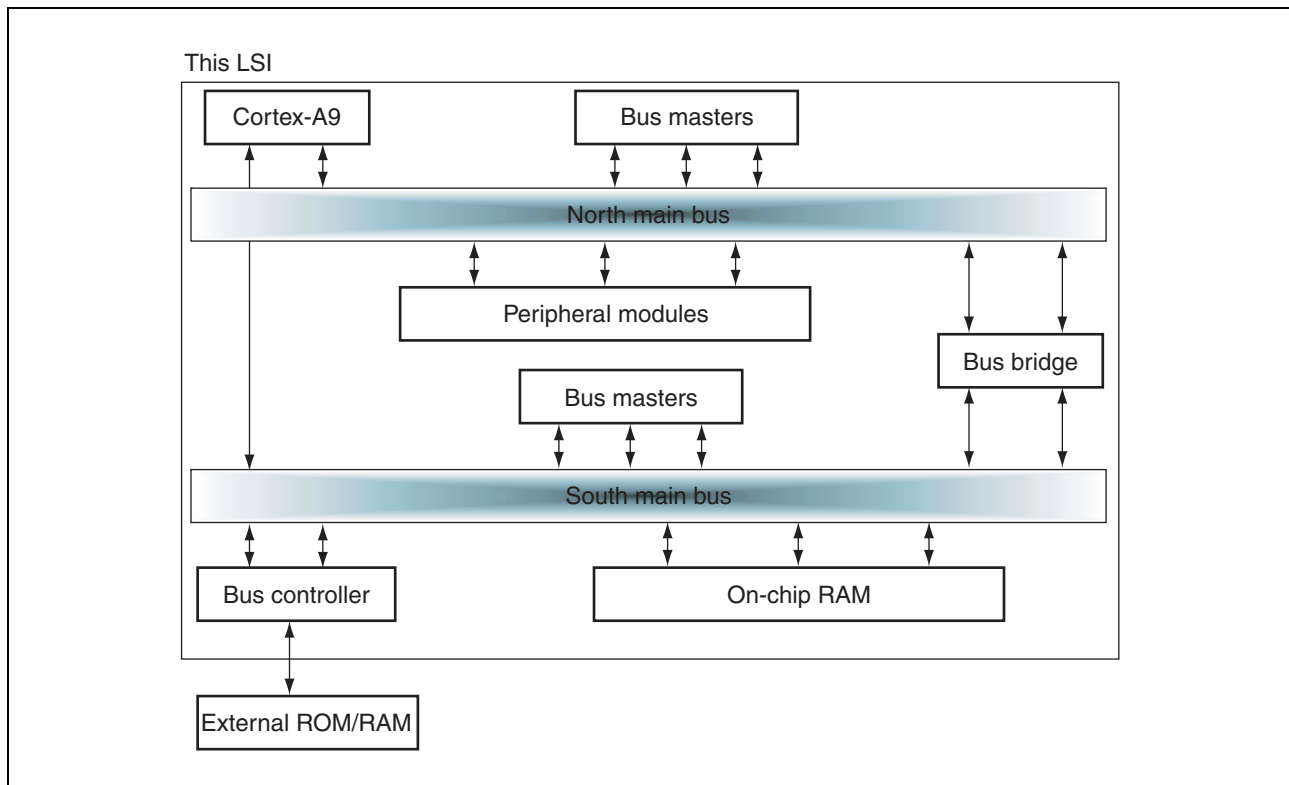 This LSI
Cortex-A9
Bus masters
North main bus
Peripheral modules
Bus bridge
Bus masters
South main bus
Bus controller
On-chip RAM
External ROM/RAM